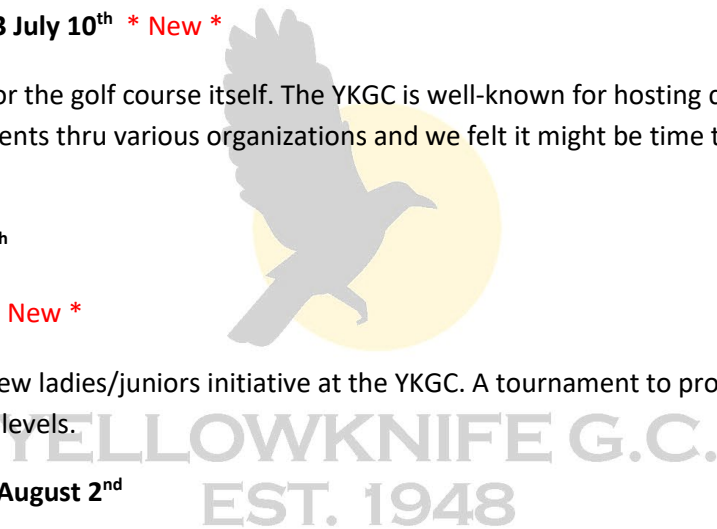 3 July 10th * New *
or the golf course itself. The YKGC is well-known for hosting
ents thru various organizations and we felt it might be time
h
New *
ew ladies/juniors initiative at the YKGC. A tournament to pro
levels.
YELLOWKNIFE G.C.
August 2nd
EST. 1948